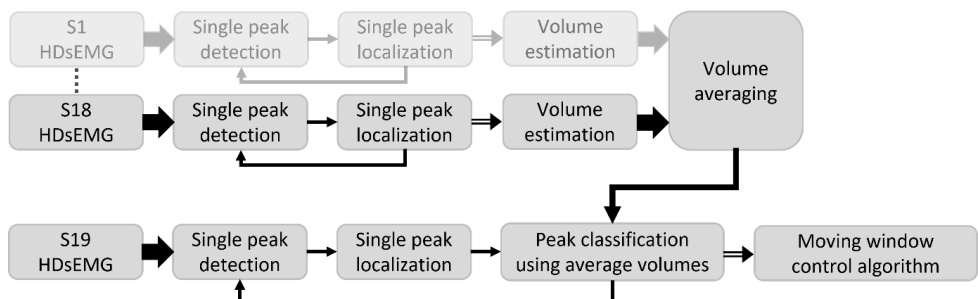 S1
HDsEMG
Single peak
detection
Single peak
localization
Volume
estimation
Volume
averaging
S18
HDsEMG
Single peak
detection
Single peak
localization
Volume
estimation
S19
HDsEMG
Single peak
detection
Single peak
localization
Peak classification
using average volumes
Moving window
control algorithm